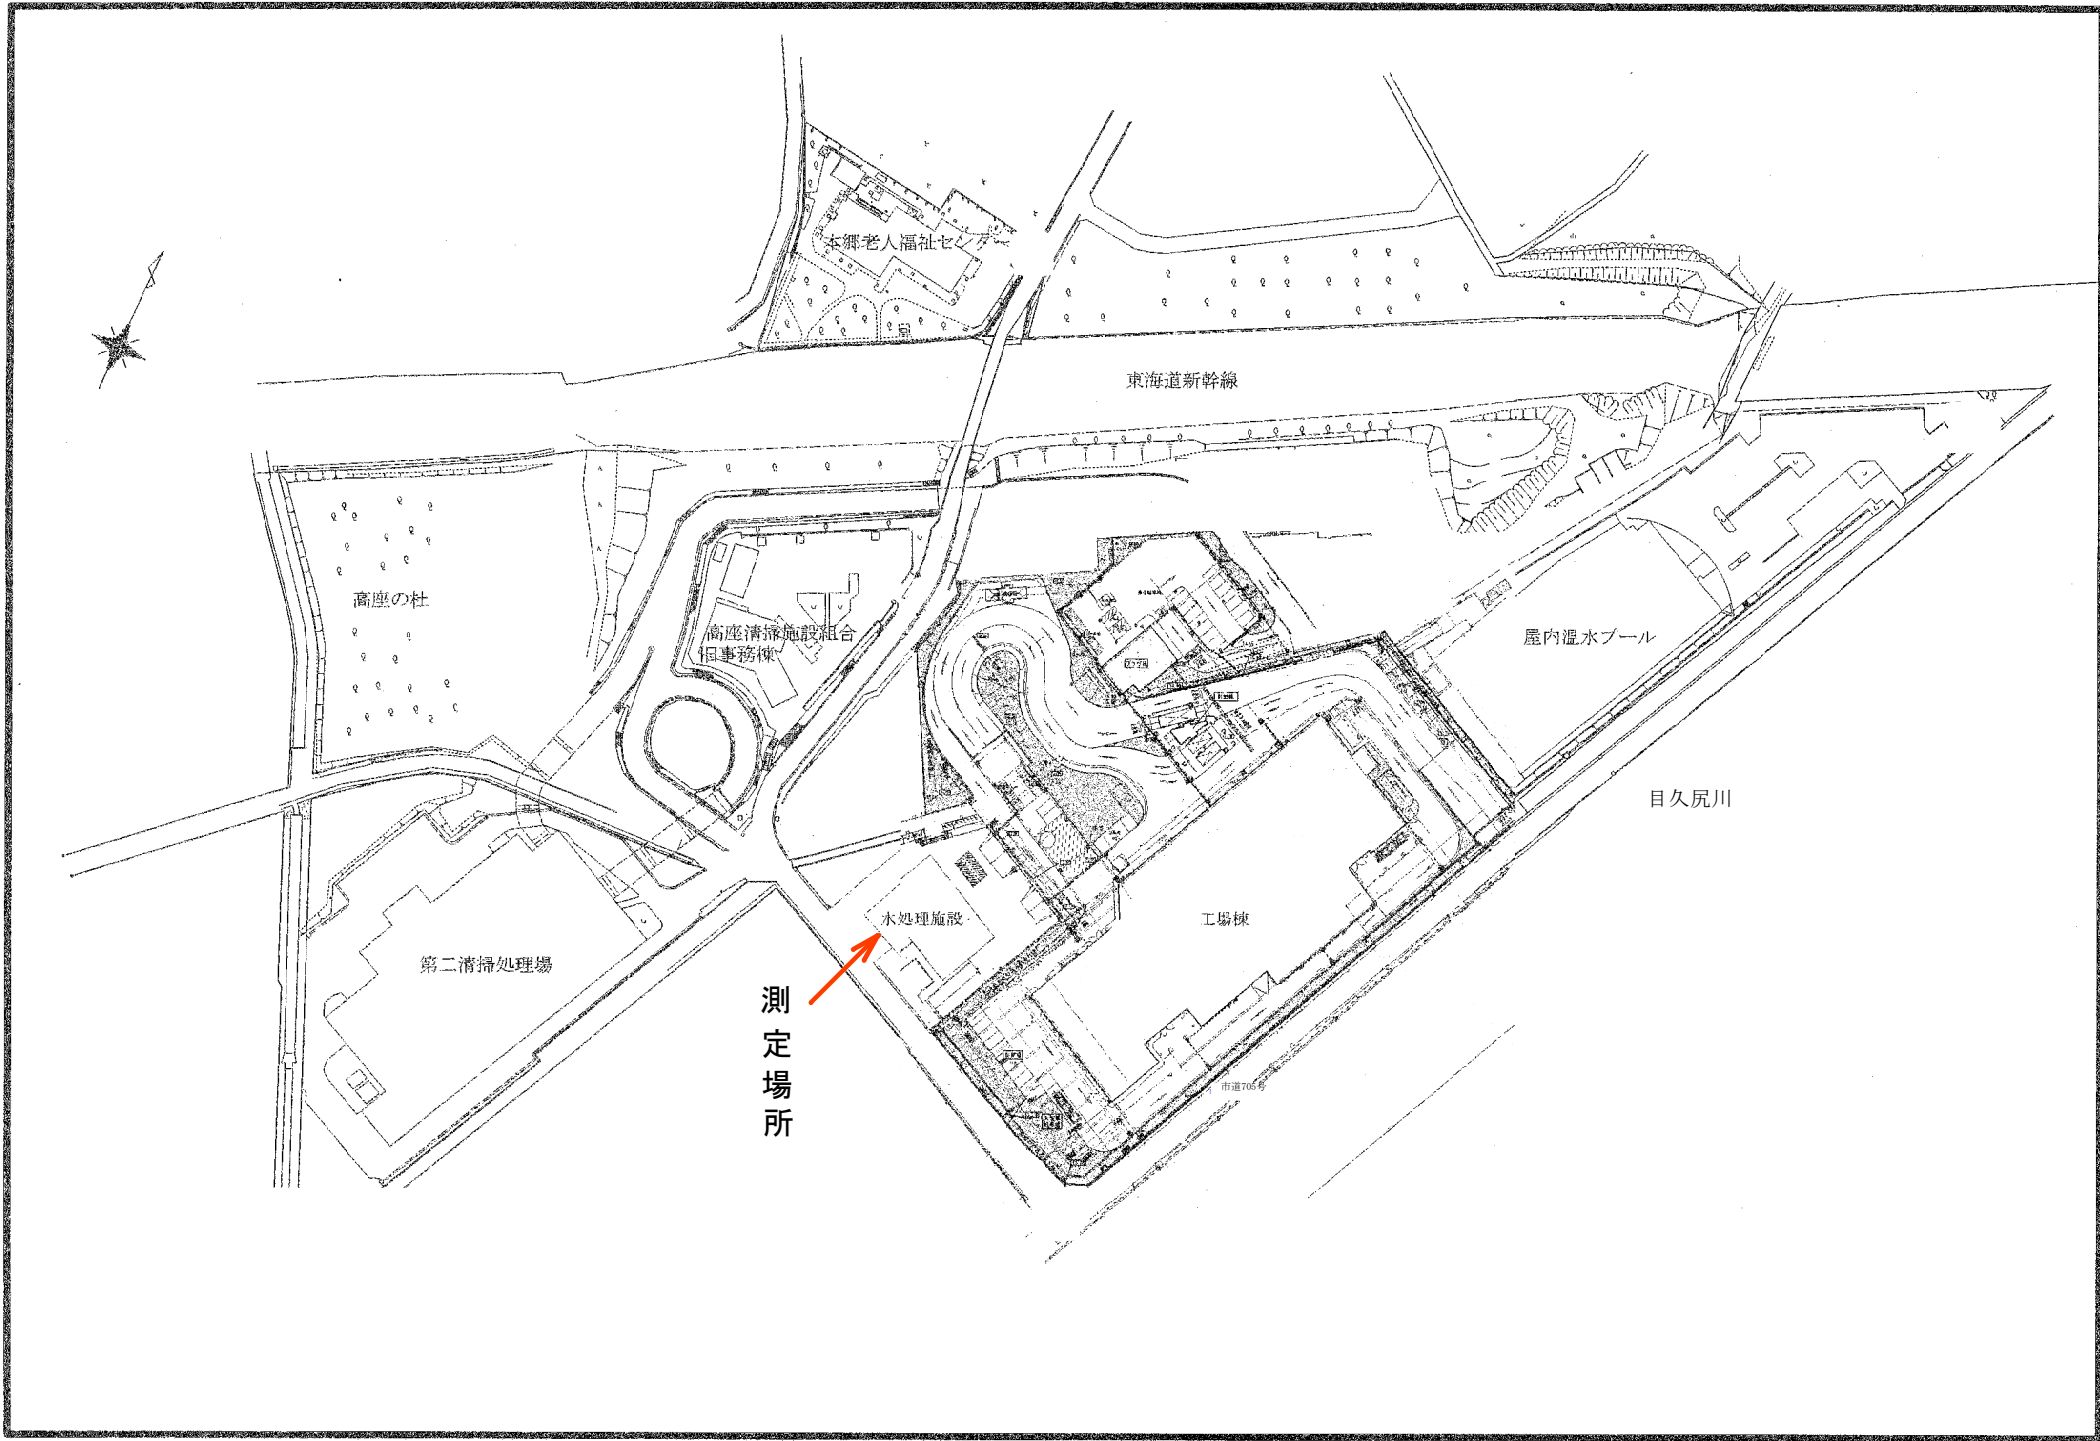 本郷老人福祉センター
東海道新幹線
高座の杜
高座清掃施設組合
旧事務棟
屋内温水プール
目久尻川
水処理施設
工場棟
第二清掃処理場
測定場所
市道705号